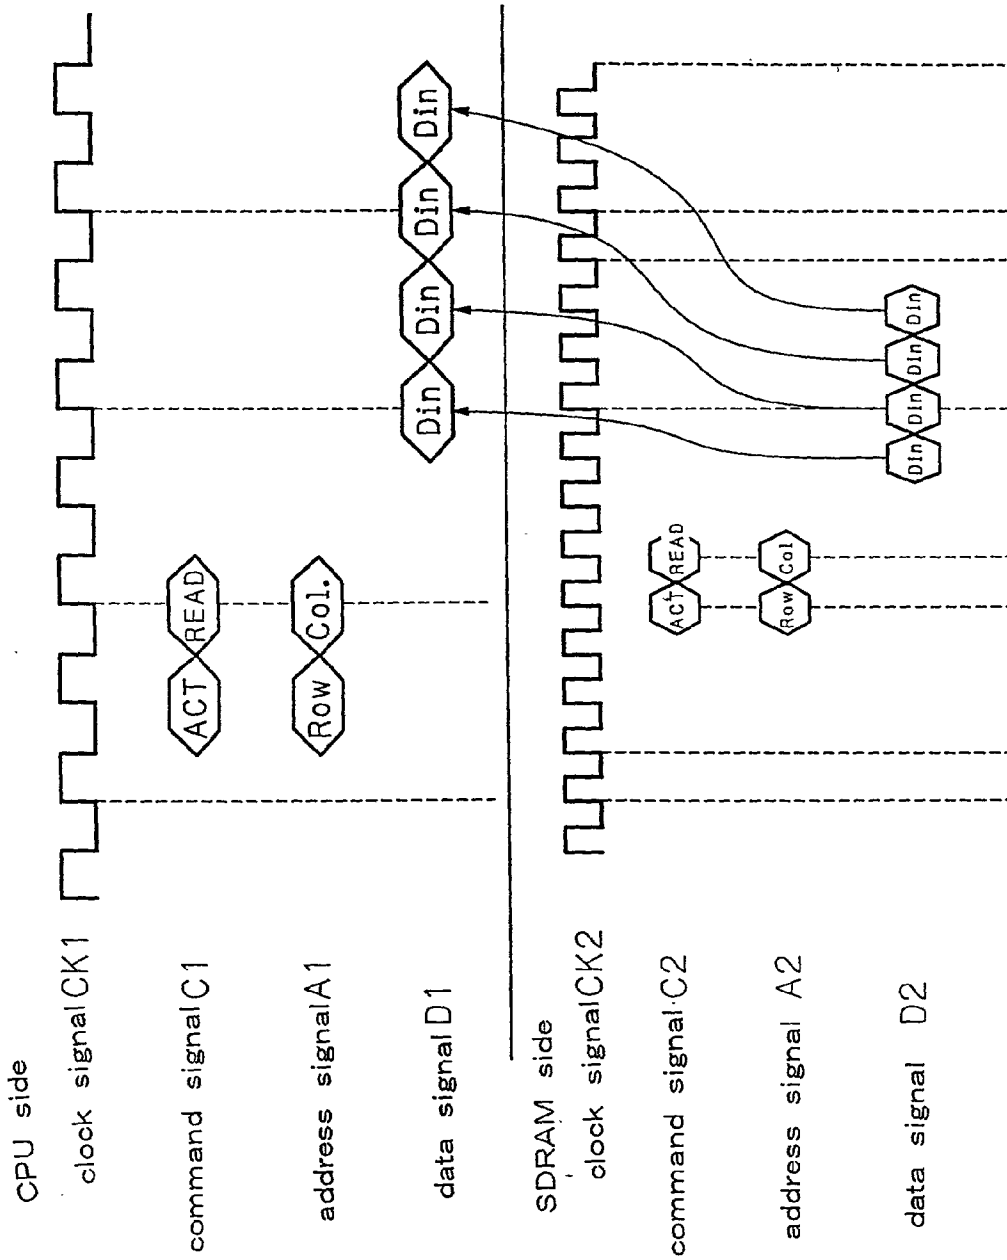 CPU side
clock signal CK1
command signal C1
ACT READ
address signal A1
Row Col.
data signal D1
Din Din Din Din
SDRAM side
clock signal CK2
command signal C2
ACT READ
address signal A2
Row Col
data signal D2
Din Din Din Din